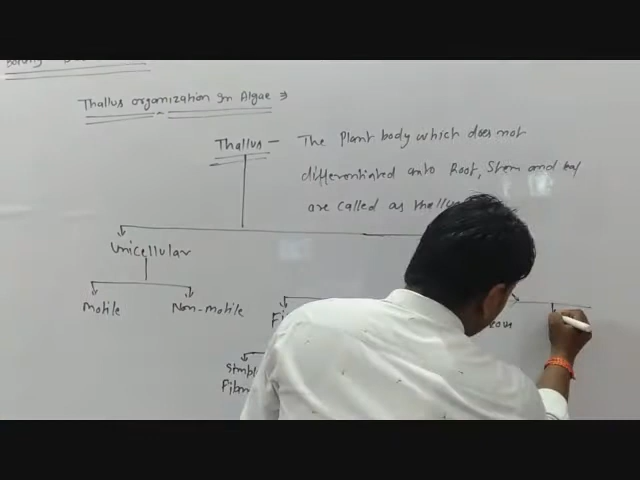 Thallus organization In Algae
Thallus - The Plant body which does not
differentiated into Root, Stem and leaf
are called as thallus
Unicellular
Motile Non-motile